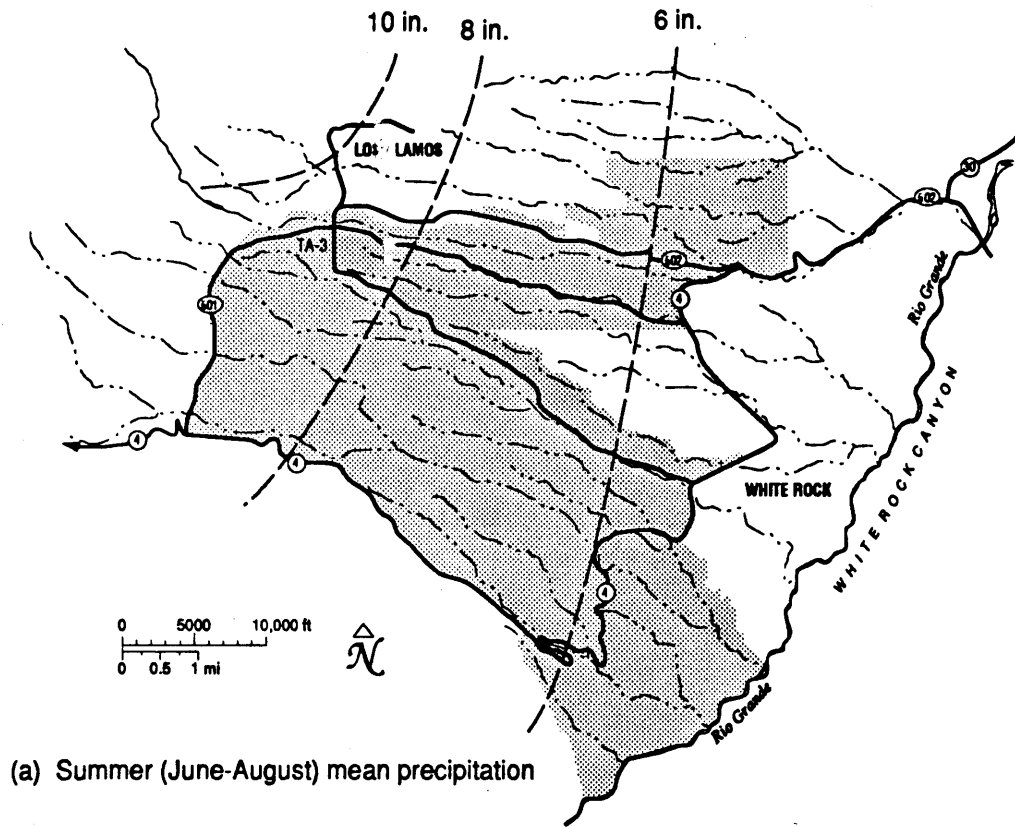 10 in.
8 in.
6 in.
LOS LAMOS
30
502
TA-3
502
4
501
Rio Grande
4
4
WHITE ROCK
WHITE ROCK CANYON
4
0 5000 10,000 ft
0 0.5 1 mi
N
Rio Grande
(a) Summer (June-August) mean precipitation